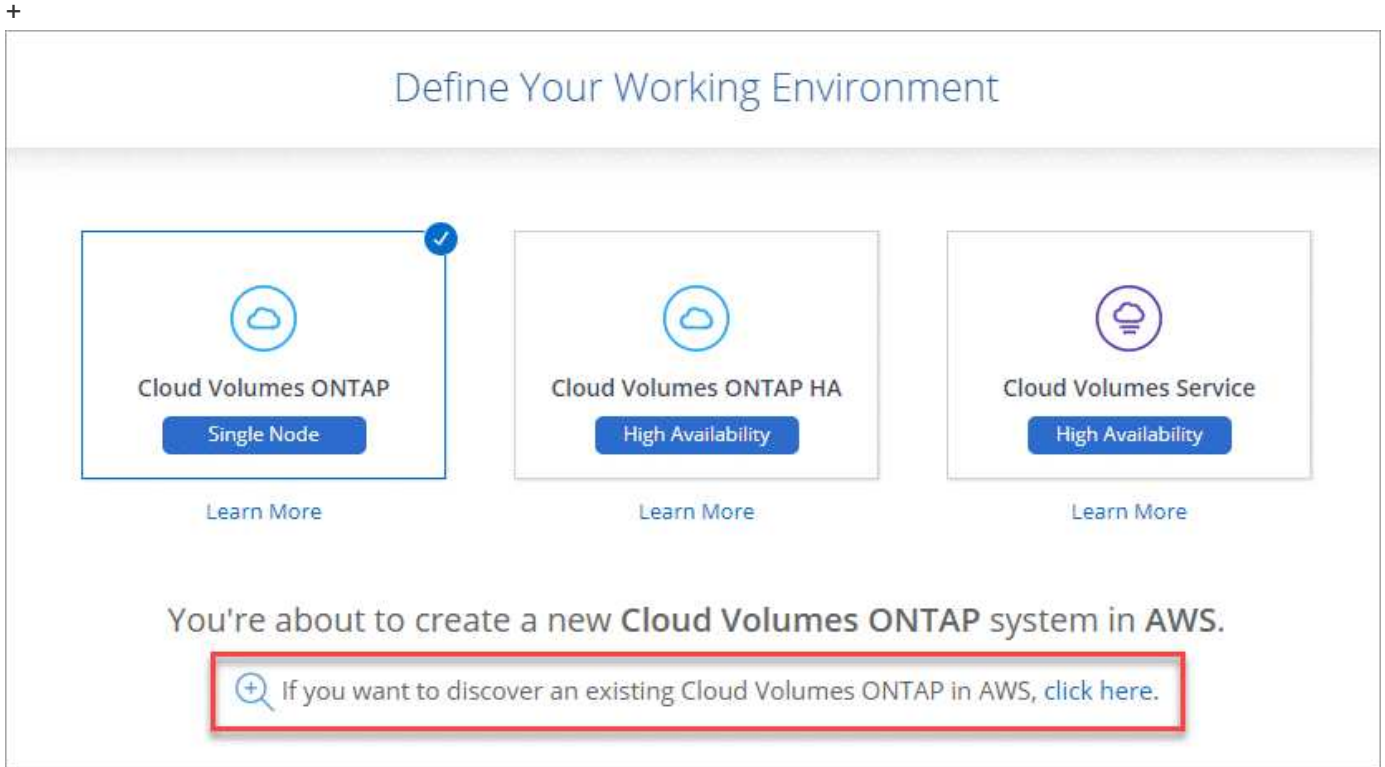 +
Define Your Working Environment
Cloud Volumes ONTAP
Single Node
Learn More
Cloud Volumes ONTAP HA
High Availability
Learn More
Cloud Volumes Service
High Availability
Learn More
You're about to create a new Cloud Volumes ONTAP system in AWS.
If you want to discover an existing Cloud Volumes ONTAP in AWS, click here.